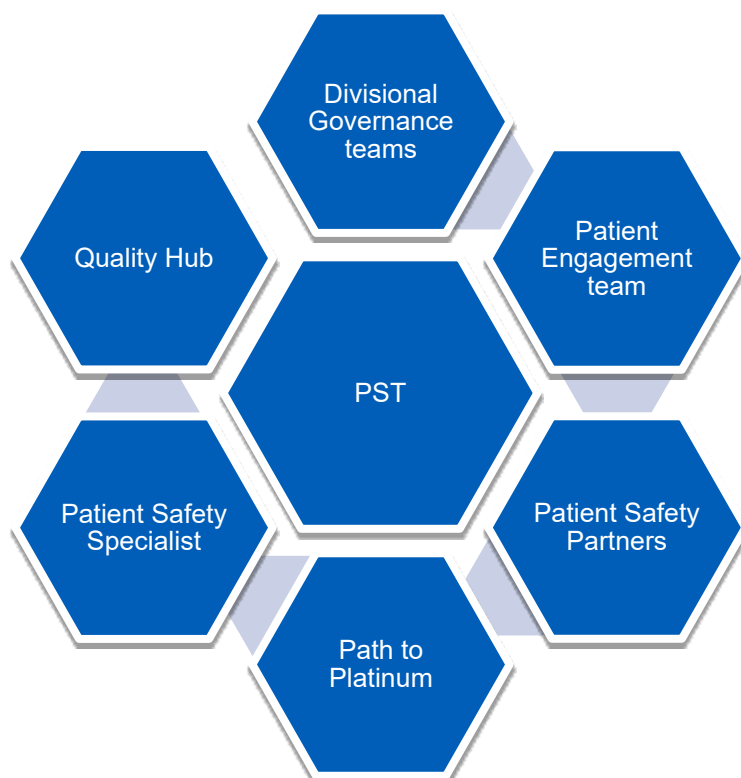 Divisional
Governance
teams
Quality Hub
Patient
Engagement
team
PST
Patient Safety
Specialist
Patient Safety
Partners
Path to
Platinum